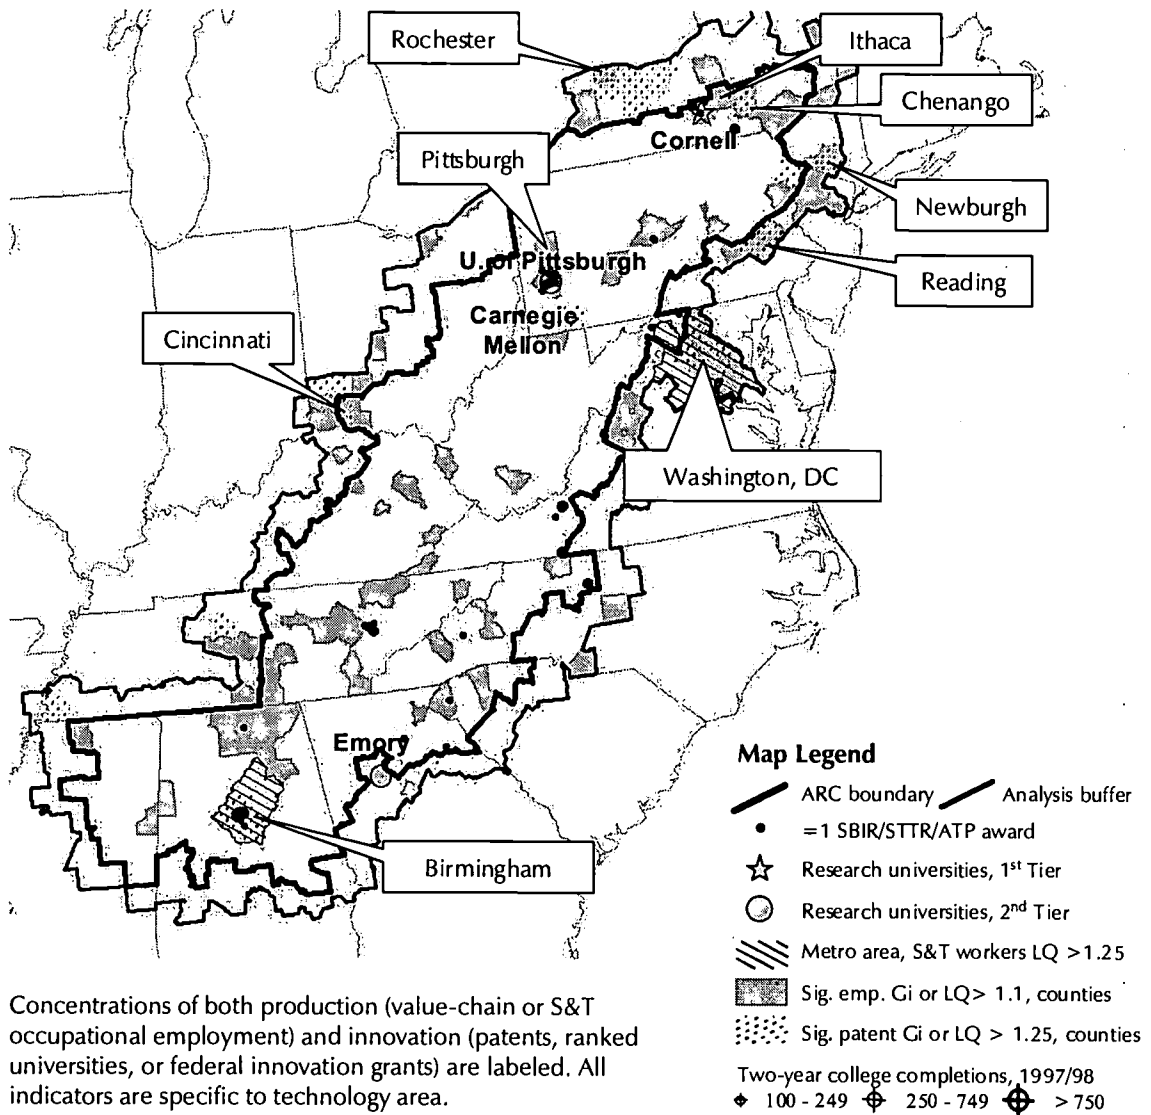 Rochester
Ithaca
Chenango
Cornell
Pittsburgh
Newburgh
U. of Pittsburgh
Reading
Carnegie
Mellon
Cincinnati
Washington, DC
Emory
Birmingham
Map Legend
ARC boundary
Analysis buffer
=1 SBIR/STTR/ATP award
Research universities, 1st Tier
Research universities, 2nd Tier
Metro area, S&T workers LQ >1.25
Sig. emp. Gi or LQ> 1.1, counties
Sig. patent Gi or LQ > 1.25, counties
Two-year college completions, 1997/98
100 - 249 250 - 749 > 750
Concentrations of both production (value-chain or S&T
occupational employment) and innovation (patents, ranked
universities, or federal innovation grants) are labeled. All
indicators are specific to technology area.